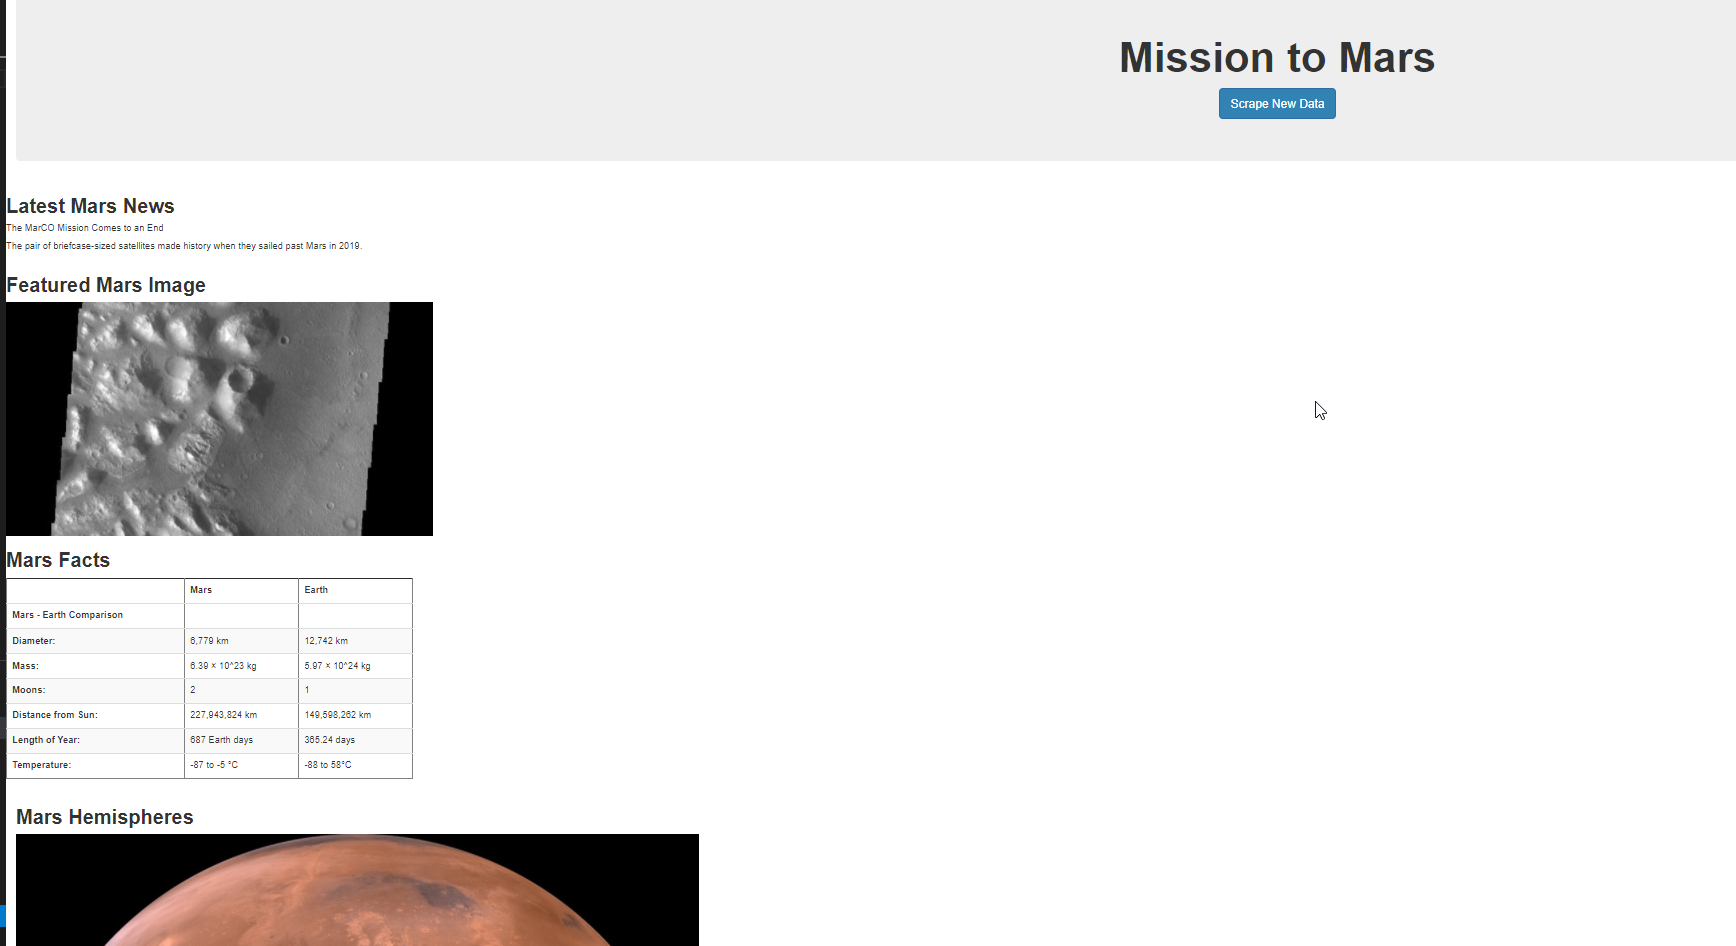 Mission to Mars
Scrape New Data
Latest Mars News
The MarCO Mission Comes to an End
The pair of briefcase-sized satellites made history when they sailed past Mars in 2019.
Featured Mars Image
Mars Facts
Mars Earth
Mars - Earth Comparison
Diameter: 6,779 km 12,742 km
Mass: 6.39 × 10^23 kg 5.97 × 10^24 kg
Moons: 2 1
Distance from Sun: 227,943,824 km 149,598,262 km
Length of Year: 687 Earth days 365.24 days
Temperature: -87 to -5 °C -88 to 58°C
Mars Hemispheres